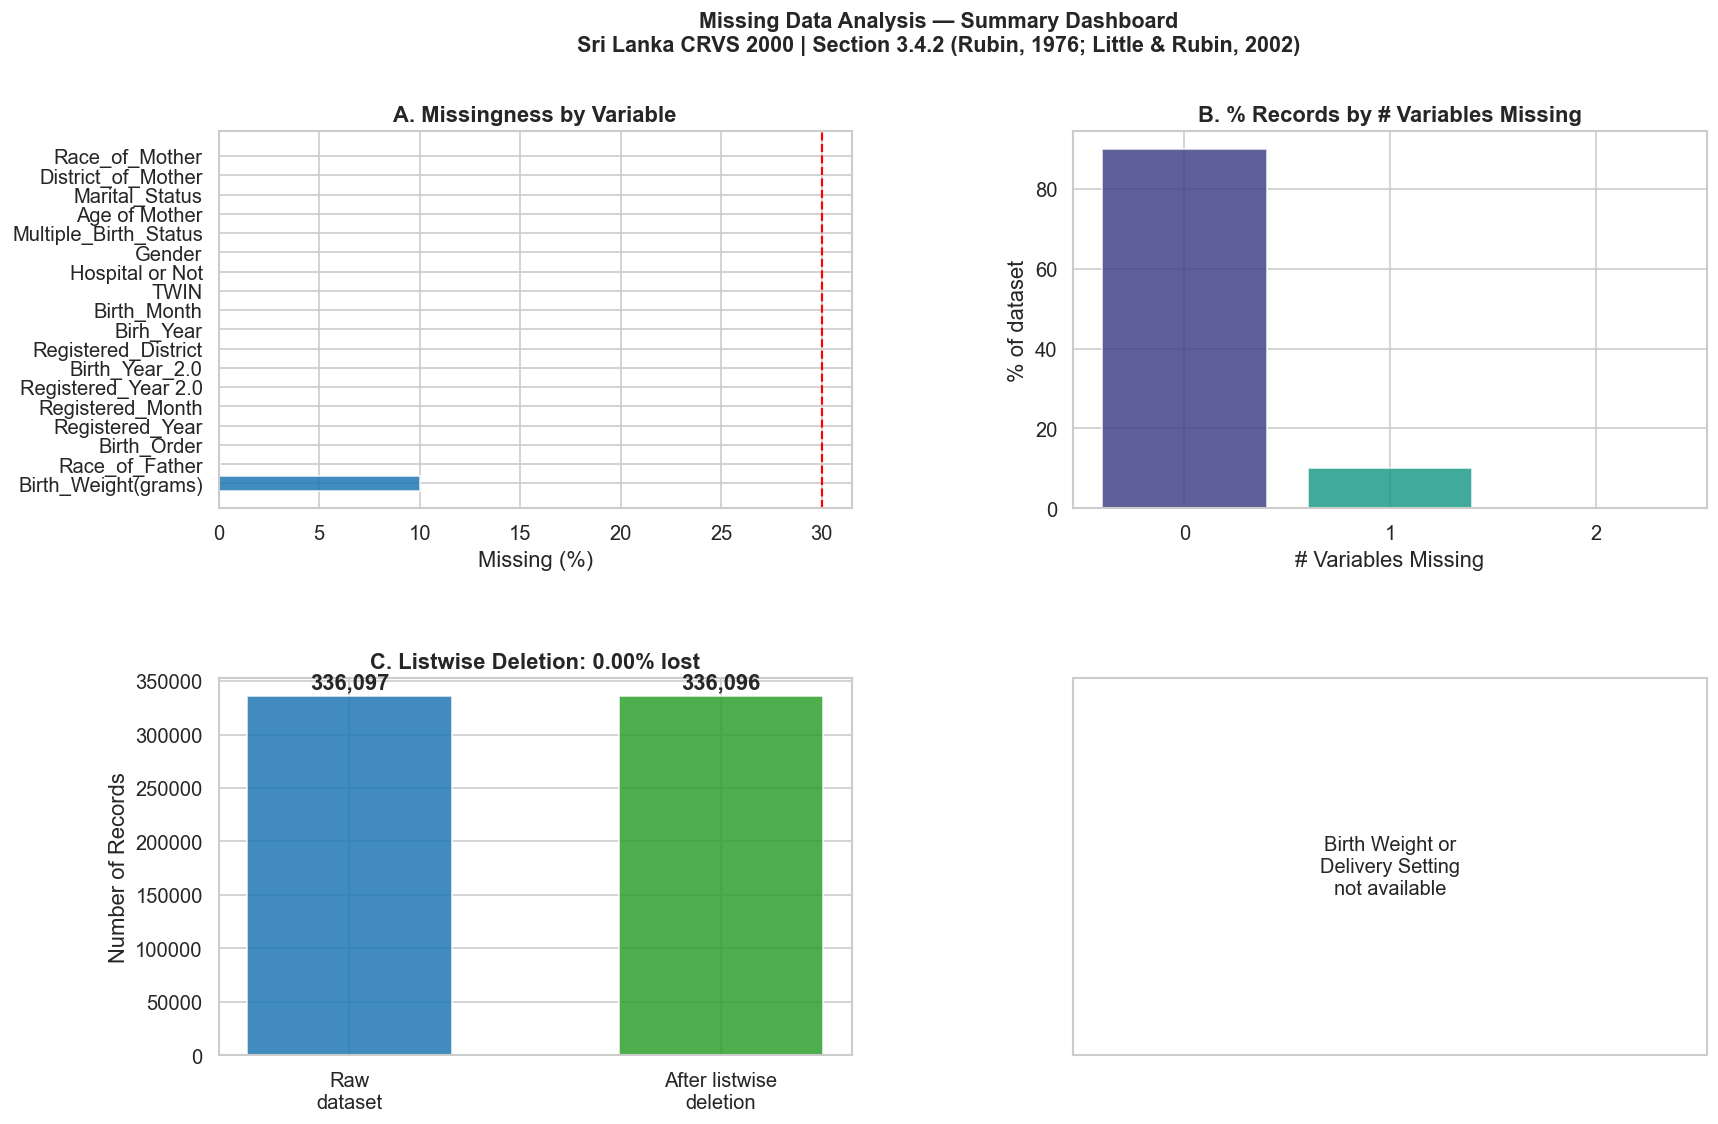 Missing Data Analysis — Summary Dashboard
Sri Lanka CRVS 2000 | Section 3.4.2 (Rubin, 1976; Little & Rubin, 2002)
A. Missingness by Variable
Race_of_Mother
District_of_Mother
Marital_Status
Age of Mother
Multiple_Birth_Status
Gender
Hospital or Not
TWIN
Birth_Month
Birh_Year
Registered_District
Birth_Year_2.0
Registered_Year 2.0
Registered_Month
Registered_Year
Birth_Order
Race_of_Father
Birth_Weight(grams)
0 5 10 15 20 25 30
Missing (%)
B. % Records by # Variables Missing
% of dataset
80
60
40
20
0
0 1 2
# Variables Missing
C. Listwise Deletion: 0.00% lost
336,097 336,096
Number of Records
350000
300000
250000
200000
150000
100000
50000
0
Raw
dataset
After listwise
deletion
Birth Weight or
Delivery Setting
not available